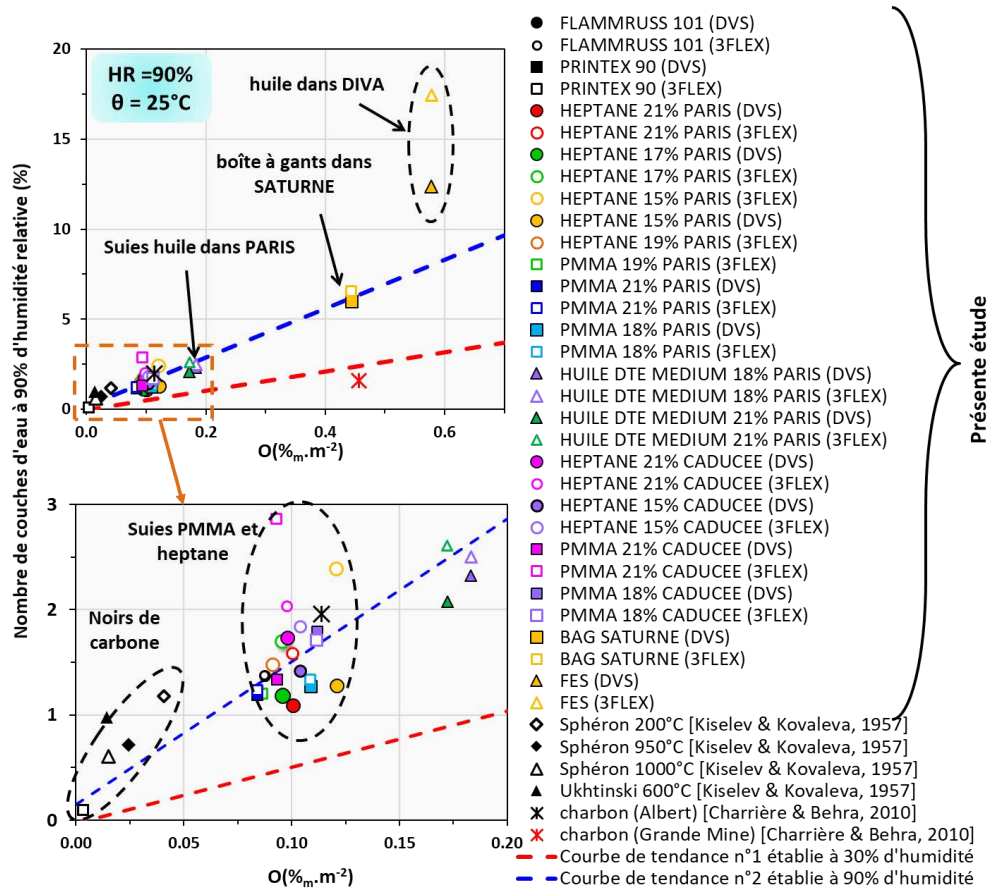 Nombre de couches d'eau à 90% d'humidité relative (%)
20
15
10
5
0
HR =90%
θ = 25°C
huile dans DIVA
boîte à gants dans
SATURNE
Suies huile dans PARIS
0.0
0.2
0.4
0.6
O(%m.m-2)
3
2
1
0
Suies PMMA et
heptane
Noirs de
carbone
0.00
0.05
0.10
0.15
0.20
O(%m.m-2)
FLAMMRUSS 101 (DVS)
FLAMMRUSS 101 (3FLEX)
PRINTEX 90 (DVS)
PRINTEX 90 (3FLEX)
HEPTANE 21% PARIS (DVS)
HEPTANE 21% PARIS (3FLEX)
HEPTANE 17% PARIS (DVS)
HEPTANE 17% PARIS (3FLEX)
HEPTANE 15% PARIS (3FLEX)
HEPTANE 15% PARIS (DVS)
HEPTANE 19% PARIS (3FLEX)
PMMA 19% PARIS (3FLEX)
PMMA 21% PARIS (DVS)
PMMA 21% PARIS (3FLEX)
PMMA 18% PARIS (DVS)
PMMA 18% PARIS (3FLEX)
HUILE DTE MEDIUM 18% PARIS (DVS)
HUILE DTE MEDIUM 18% PARIS (3FLEX)
HUILE DTE MEDIUM 21% PARIS (DVS)
HUILE DTE MEDIUM 21% PARIS (3FLEX)
HEPTANE 21% CADUCEE (DVS)
HEPTANE 21% CADUCEE (3FLEX)
HEPTANE 15% CADUCEE (DVS)
HEPTANE 15% CADUCEE (3FLEX)
PMMA 21% CADUCEE (DVS)
PMMA 21% CADUCEE (3FLEX)
PMMA 18% CADUCEE (DVS)
PMMA 18% CADUCEE (3FLEX)
BAG SATURNE (DVS)
BAG SATURNE (3FLEX)
FES (DVS)
FES (3FLEX)
Sphéron 200°C [Kiselev & Kovaleva, 1957]
Sphéron 950°C [Kiselev & Kovaleva, 1957]
Sphéron 1000°C [Kiselev & Kovaleva, 1957]
Ukhtinski 600°C [Kiselev & Kovaleva, 1957]
charbon (Albert) [Charrière & Behra, 2010]
charbon (Grande Mine) [Charrière & Behra, 2010]
Courbe de tendance n°1 établie à 30% d'humidité
Courbe de tendance n°2 établie à 90% d'humidité
Présente étude